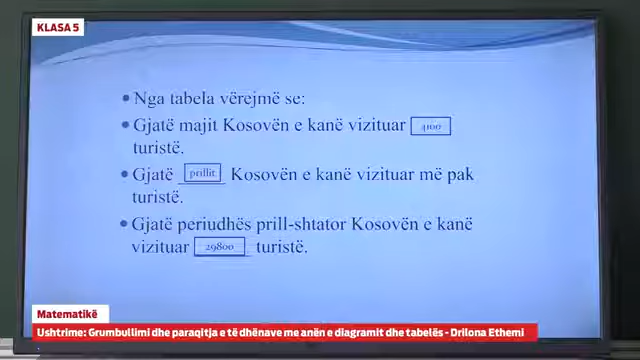 KLASA 5
• Nga tabela vërejmë se:
• Gjatë majit Kosovën e kanë vizituar 4100
turistë.
• Gjatë prillit Kosovën e kanë vizituar më pak
turistë.
• Gjatë periudhës prill-shtator Kosovën e kanë
vizituar 29800 turistë.
Matematikë
Ushtrime: Grumbullimi dhe paraqitja e të dhënave me anën e diagramit dhe tabelës - Drilona Ethemi